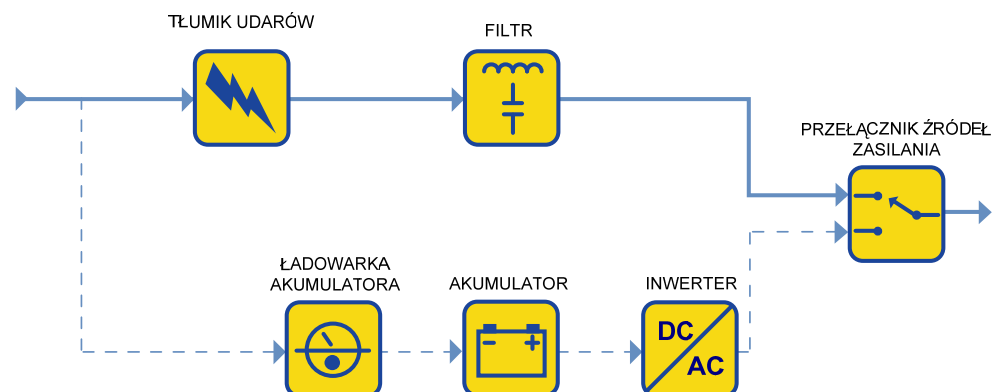 TŁUMIK UDARÓW
FILTR
PRZEŁĄCZNIK ŹRÓDEŁ
ZASILANIA
ŁADOWARKA
AKUMULATORA
AKUMULATOR
INWERTER
DC
AC